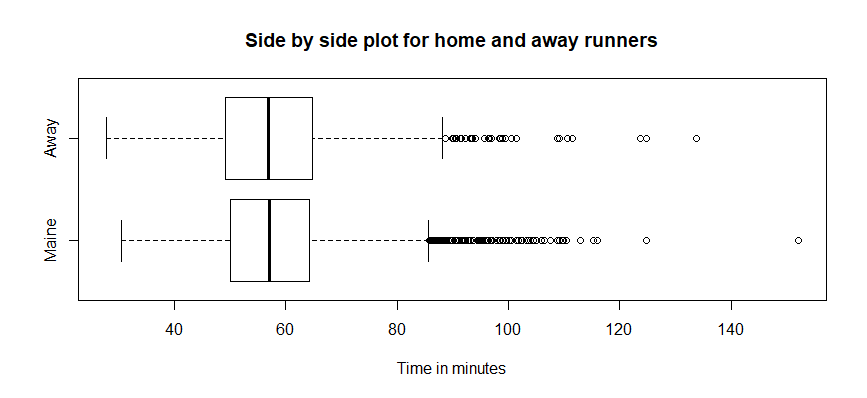 Side by side plot for home and away runners
Away
Maine
40 60 80 100 120 140
Time in minutes